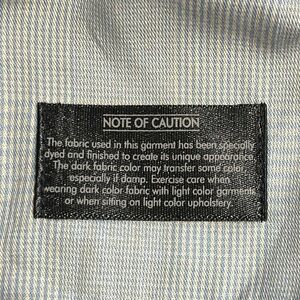 NOTE OF CAUTION
The fabric used in this garment has been specially
dyed and finished to create its unique appearance.
The dark fabric color may transfer some color
especially if damp. Exercise care when
wearing dark color fabric with light color garments
or when sitting on light color upholstery.